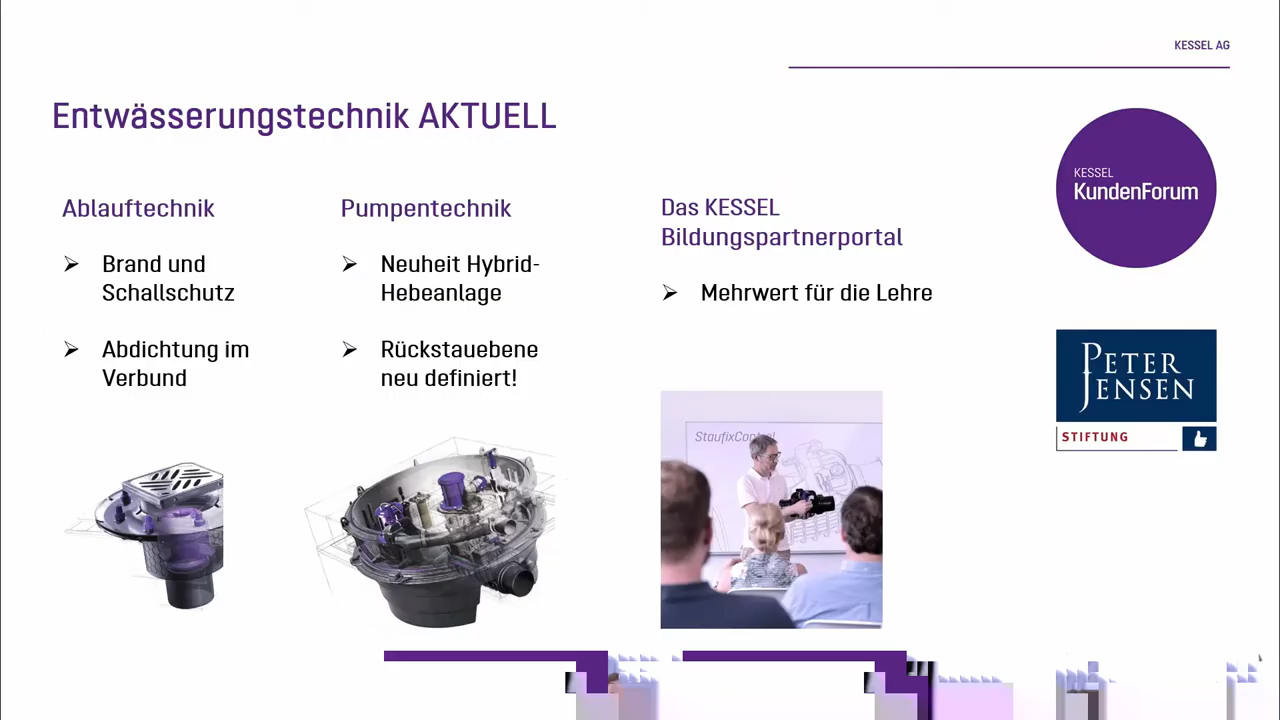 KESSEL AG
Entwässerungstechnik AKTUELL
Ablauftechnik
Brand und
Schallschutz
Abdichtung im
Verbund
Pumpentechnik
Neuheit Hybrid-
Hebeanlage
Rückstauebene
neu definiert!
Das KESSEL
Bildungspartnerportal
Mehrwert für die Lehre
StaufixControl
KESSEL
KundenForum
PETER
JENSEN
STIFTUNG